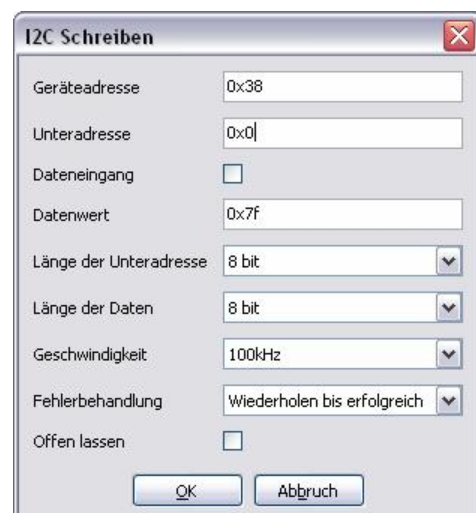 I2C Schreiben
Geräteadresse 0x38
Unteradresse 0x0
Dateneingang
Datenwert 0x7f
Länge der Unteradresse 8 bit
Länge der Daten 8 bit
Geschwindigkeit 100kHz
Fehlerbehandlung Wiederholen bis erfolgreich
Offen lassen
OK Abbruch